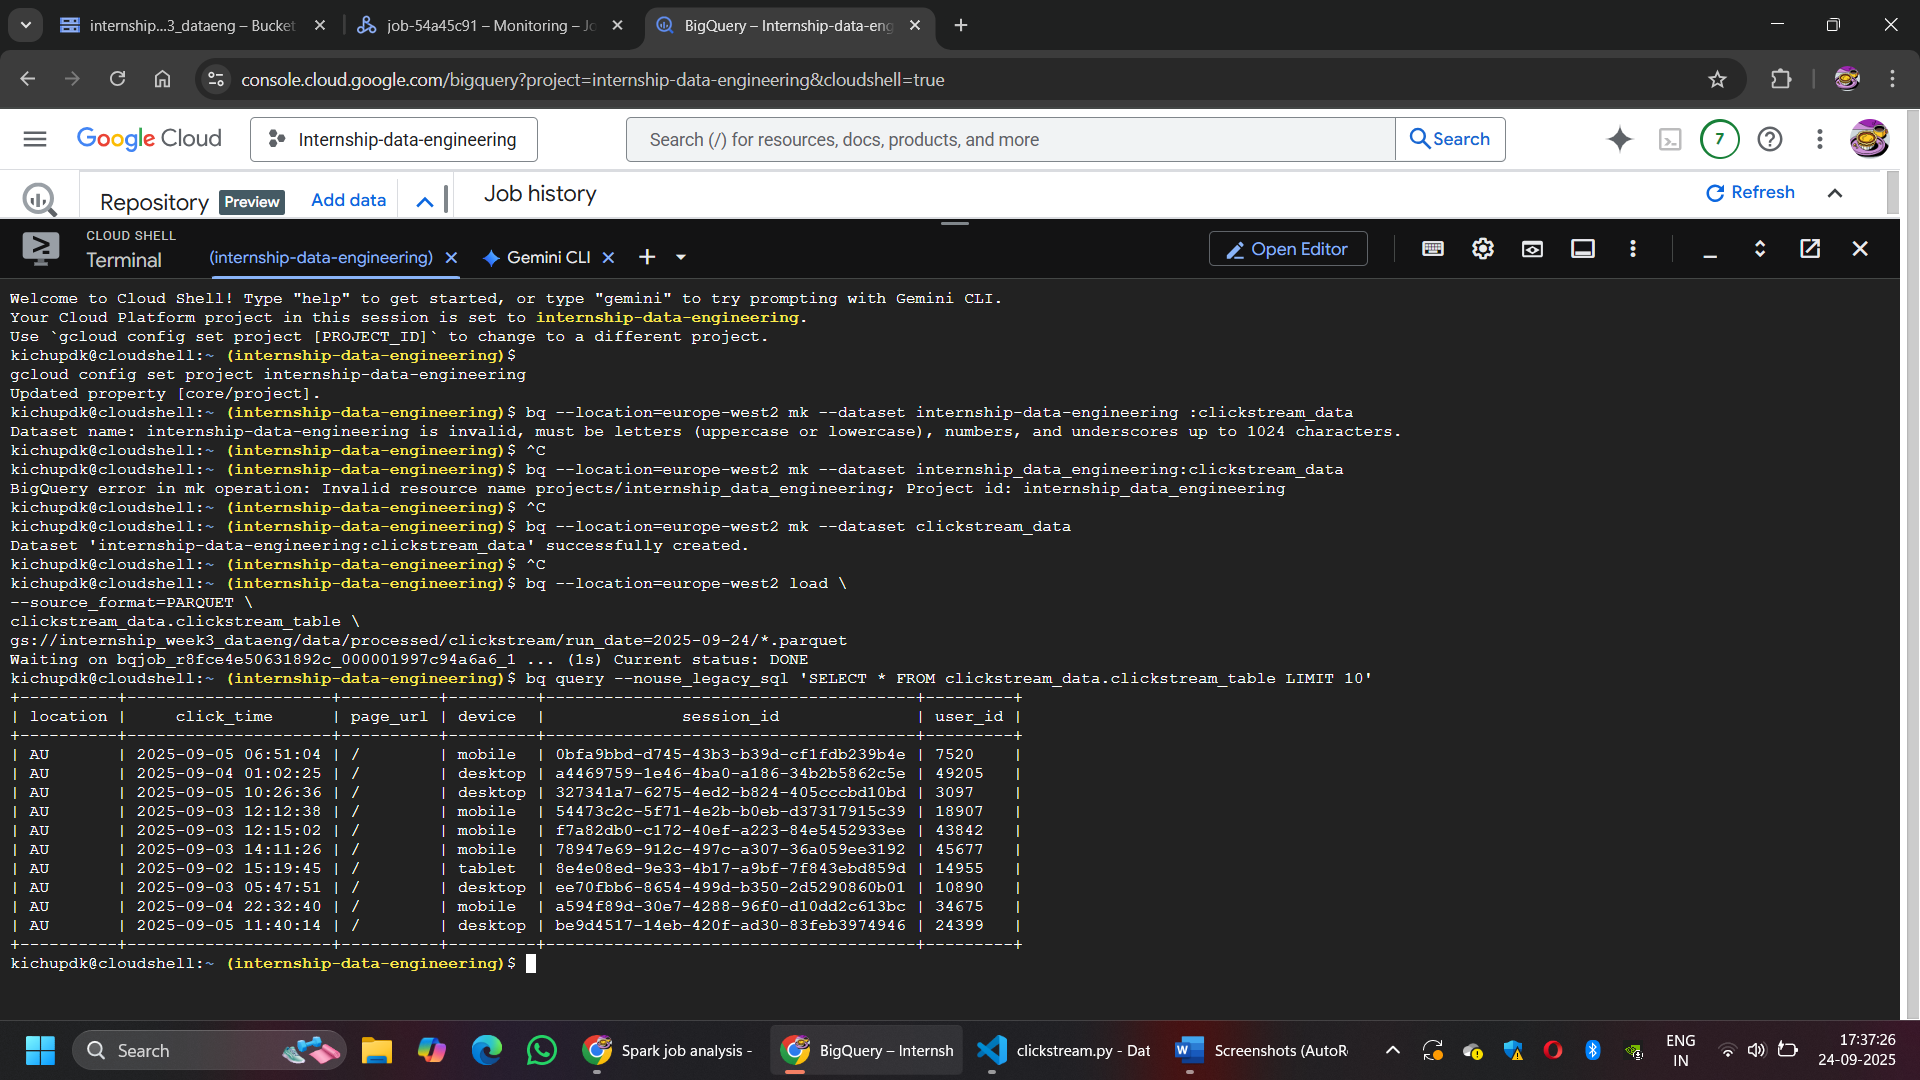 internship...3_dataeng – Bucket
job-54a45c91 – Monitoring – Jo
BigQuery – Internship-data-eng
console.cloud.google.com/bigquery?project=internship-data-engineering&cloudshell=true
Google Cloud
Internship-data-engineering
Search (/) for resources, docs, products, and more
Search
7
Repository Preview Add data
Job history
Refresh
CLOUD SHELL
Terminal
(internship-data-engineering)
Gemini CLI
Open Editor
Welcome to Cloud Shell! Type "help" to get started, or type "gemini" to try prompting with Gemini CLI.
Your Cloud Platform project in this session is set to internship-data-engineering.
Use `gcloud config set project [PROJECT_ID]` to change to a different project.
kichupdk@cloudshell:~ (internship-data-engineering)$
gcloud config set project internship-data-engineering
Updated property [core/project].
kichupdk@cloudshell:~ (internship-data-engineering)$ bq --location=europe-west2 mk --dataset internship-data-engineering :clickstream_data
Dataset name: internship-data-engineering is invalid, must be letters (uppercase or lowercase), numbers, and underscores up to 1024 characters.
kichupdk@cloudshell:~ (internship-data-engineering)$ ^C
kichupdk@cloudshell:~ (internship-data-engineering)$ bq --location=europe-west2 mk --dataset internship_data_engineering:clickstream_data
BigQuery error in mk operation: Invalid resource name projects/internship_data_engineering; Project id: internship_data_engineering
kichupdk@cloudshell:~ (internship-data-engineering)$ ^C
kichupdk@cloudshell:~ (internship-data-engineering)$ bq --location=europe-west2 mk --dataset clickstream_data
Dataset 'internship-data-engineering:clickstream_data' successfully created.
kichupdk@cloudshell:~ (internship-data-engineering)$ ^C
kichupdk@cloudshell:~ (internship-data-engineering)$ bq --location=europe-west2 load \
--source_format=PARQUET \
clickstream_data.clickstream_table \
gs://internship_week3_dataeng/data/processed/clickstream/run_date=2025-09-24/*.parquet
Waiting on bqjob_r8fce4e50631892c_000001997c94a6a6_1 ... (1s) Current status: DONE
kichupdk@cloudshell:~ (internship-data-engineering)$ bq query --nouse_legacy_sql 'SELECT * FROM clickstream_data.clickstream_table LIMIT 10'
+----------+---------------------+----------+---------+--------------------------------------+---------+
| location | click_time | page_url | device | session_id | user_id |
+----------+---------------------+----------+---------+--------------------------------------+---------+
| AU | 2025-09-05 06:51:04 | / | mobile | 0bfa9bbd-d745-43b3-b39d-cf1fdb239b4e | 7520 |
| AU | 2025-09-04 01:02:25 | / | desktop | a4469759-1e46-4ba0-a186-34b2b5862c5e | 49205 |
| AU | 2025-09-05 10:26:36 | / | desktop | 327341a7-6275-4ed2-b824-405cccbd10bd | 3097 |
| AU | 2025-09-03 12:12:38 | / | mobile | 54473c2c-5f71-4e2b-b0eb-d37317915c39 | 18907 |
| AU | 2025-09-03 12:15:02 | / | mobile | f7a82db0-c172-40ef-a223-84e5452933ee | 43842 |
| AU | 2025-09-03 14:11:26 | / | mobile | 78947e69-912c-497c-a307-36a059ee3192 | 45677 |
| AU | 2025-09-02 15:19:45 | / | tablet | 8e4e08ed-9e33-4b17-a9bf-7f843ebd859d | 14955 |
| AU | 2025-09-03 05:47:51 | / | desktop | ee70fbb6-8654-499d-b350-2d5290860b01 | 10890 |
| AU | 2025-09-04 22:32:40 | / | mobile | a594f89d-30e7-4288-96f0-d10dd2c613bc | 34675 |
| AU | 2025-09-05 11:40:14 | / | desktop | be9d4517-14eb-420f-ad30-83feb3974946 | 24399 |
+----------+---------------------+----------+---------+--------------------------------------+---------+
kichupdk@cloudshell:~ (internship-data-engineering)$
Search
Spark job analysis -
BigQuery – Internsh
clickstream.py - Dat
Screenshots (AutoR
ENG
IN
17:37:26
24-09-2025